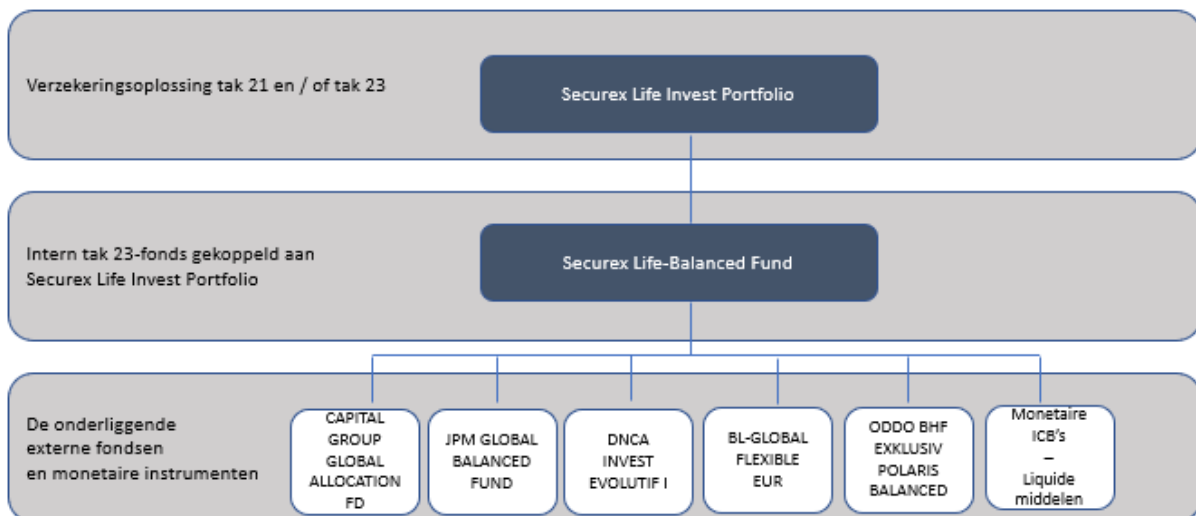 Verzekeringsoplossing tak 21 en / of tak 23
Securex Life Invest Portfolio
Intern tak 23-fonds gekoppeld aan
Securex Life Invest Portfolio
Securex Life-Balanced Fund
De onderliggende
externe fondsen
en monetaire instrumenten
CAPITAL
GROUP
GLOBAL
ALLOCATION
FD
JPM GLOBAL
BALANCED
FUND
DNCA
INVEST
EVOLUTIF I
BL-GLOBAL
FLEXIBLE
EUR
ODDO BHF
EXKLUSIV
POLARIS
BALANCED
Monetaire
ICB's
–
Liquide
middelen